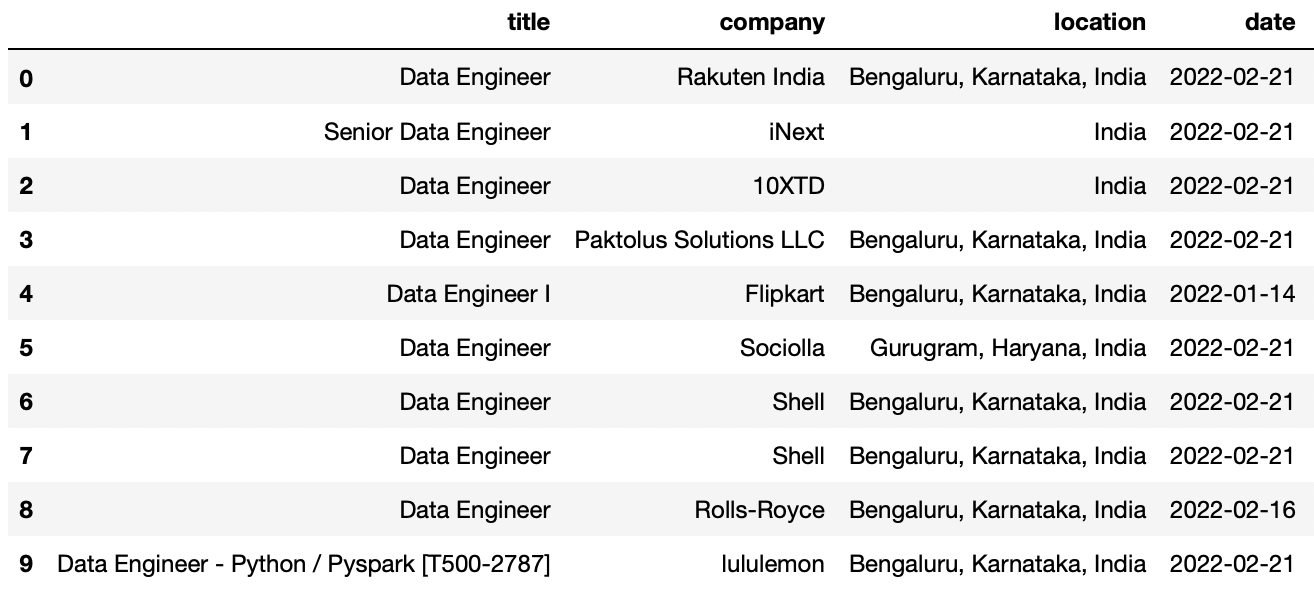 title company location date
0 Data Engineer Rakuten India Bengaluru, Karnataka, India 2022-02-21
1 Senior Data Engineer iNext India 2022-02-21
2 Data Engineer 10XTD India 2022-02-21
3 Data Engineer Paktolus Solutions LLC Bengaluru, Karnataka, India 2022-02-21
4 Data Engineer I Flipkart Bengaluru, Karnataka, India 2022-01-14
5 Data Engineer Sociolla Gurugram, Haryana, India 2022-02-21
6 Data Engineer Shell Bengaluru, Karnataka, India 2022-02-21
7 Data Engineer Shell Bengaluru, Karnataka, India 2022-02-21
8 Data Engineer Rolls-Royce Bengaluru, Karnataka, India 2022-02-16
9 Data Engineer - Python / Pyspark [T500-2787] lululemon Bengaluru, Karnataka, India 2022-02-21